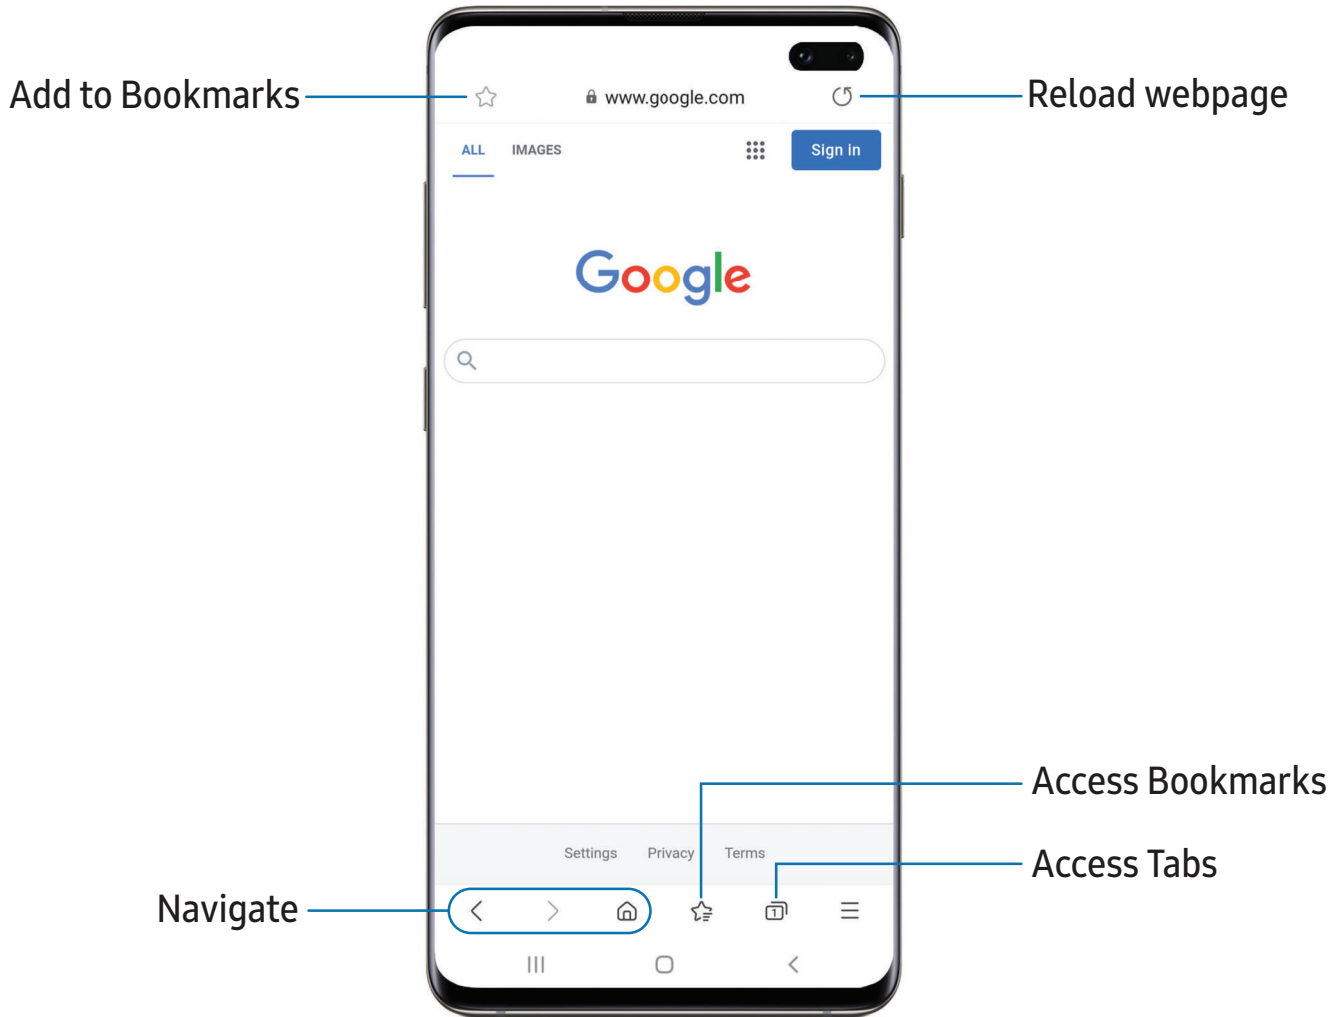 Add to Bookmarks
www.google.com
Reload webpage
ALL IMAGES
Sign in
Google
Access Bookmarks
Settings Privacy Terms
Access Tabs
Navigate
1